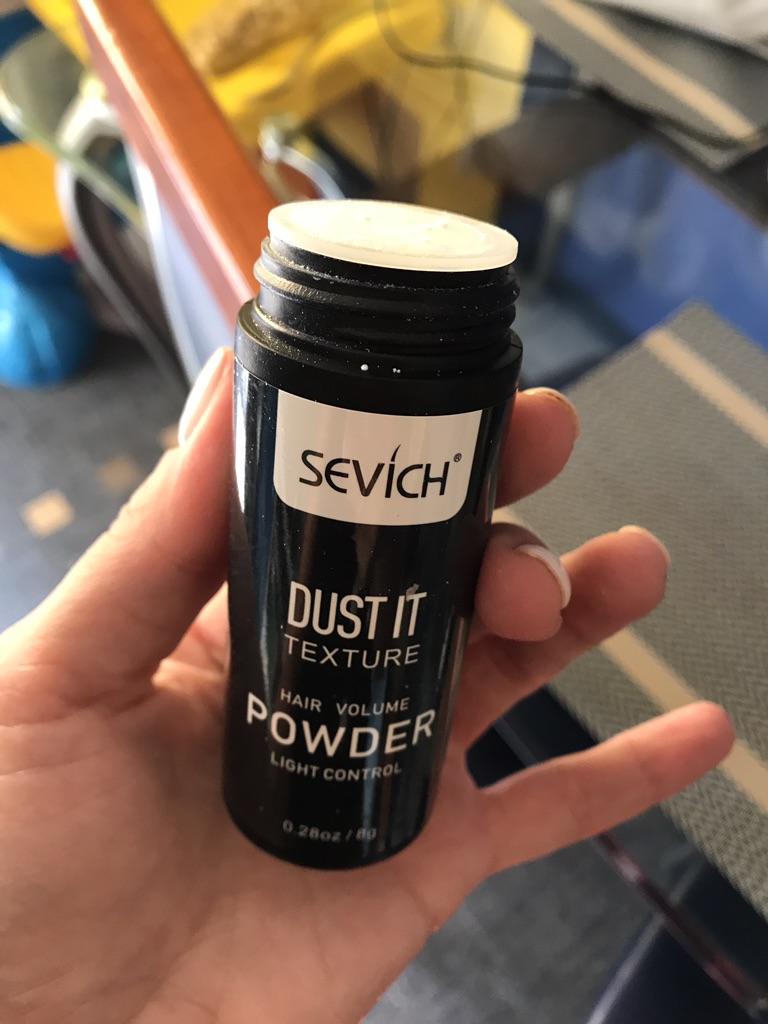 SEVICH®
DUST IT
TEXTURE
HAIR VOLUME
POWDER
LIGHT CONTROL
0.28oz / 8g